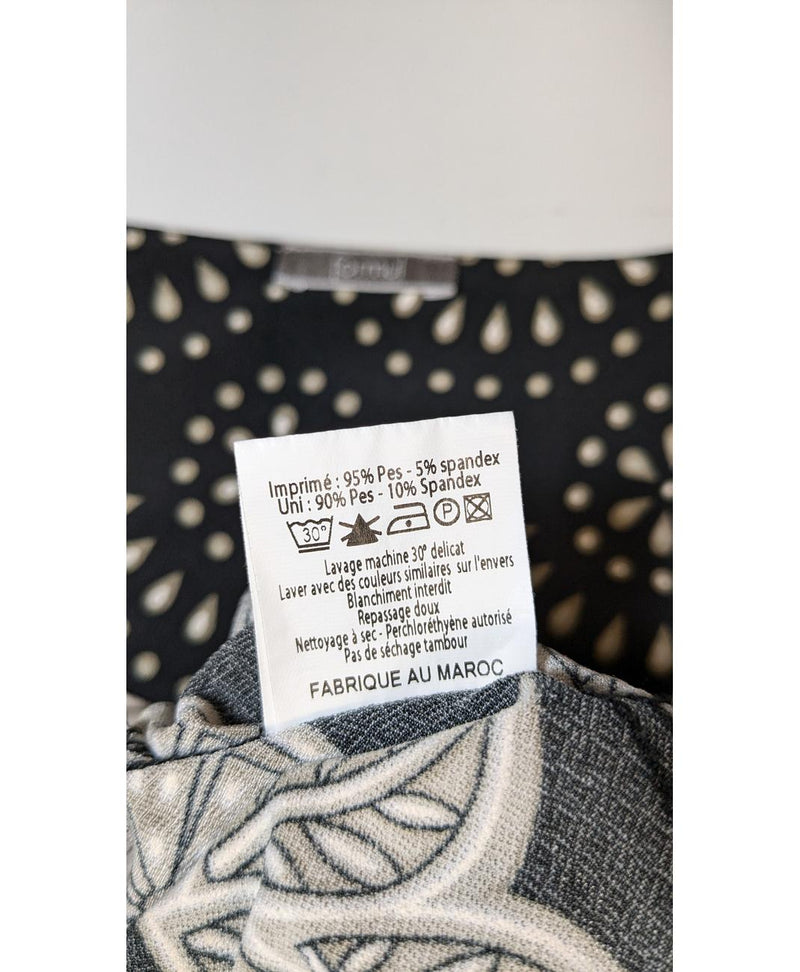 Imprimé : 95% Pes - 5% spandex
Uni : 90% Pes - 10% Spandex
30° P
Lavage machine 30° délicat
Laver avec des couleurs similaires sur l'envers
Blanchiment interdit
Repassage doux
Nettoyage à sec - Perchloréthyène autorisé
Pas de séchage tambour
FABRIQUE AU MAROC